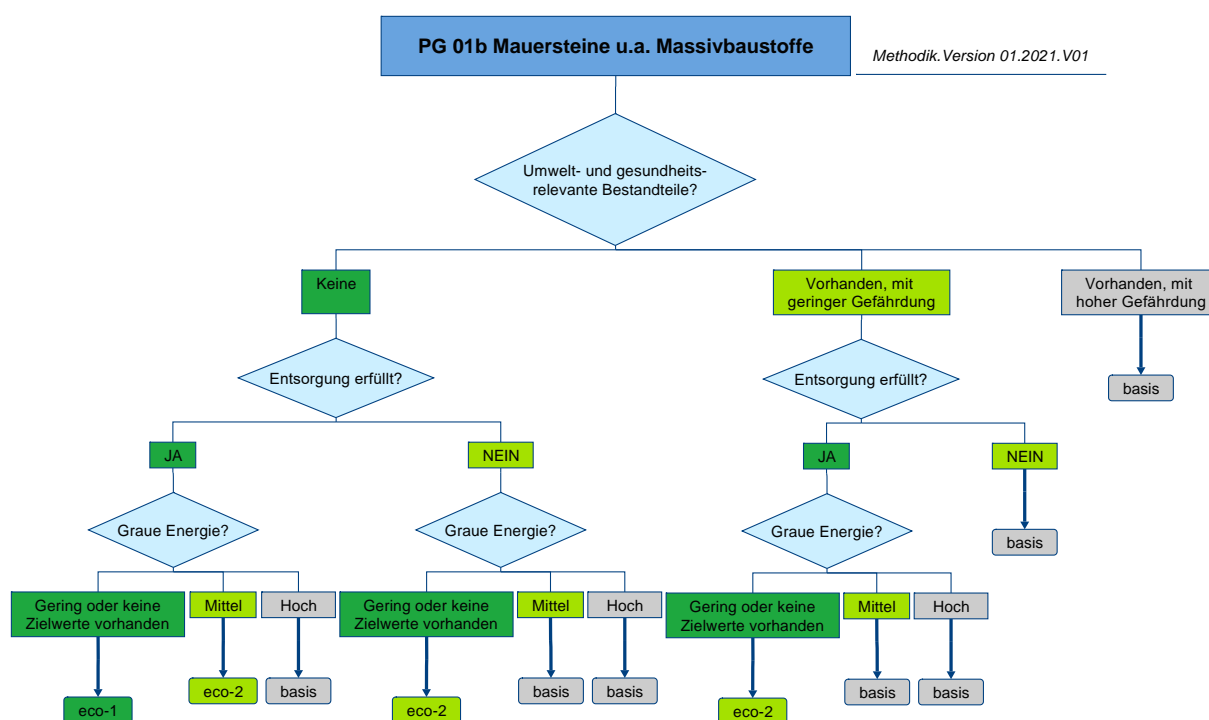 PG 01b Mauersteine u.a. Massivbaustoffe
Methodik.Version 01.2021.V01
Umwelt- und gesundheits-
relevante Bestandteile?
Keine
Vorhanden, mit
geringer Gefährdung
Vorhanden, mit
hoher Gefährdung
Entsorgung erfüllt?
Entsorgung erfüllt?
basis
JA
NEIN
JA
NEIN
Graue Energie?
Graue Energie?
Graue Energie?
basis
Gering oder keine
Zielwerte vorhanden
Mittel
Hoch
Gering oder keine
Zielwerte vorhanden
Mittel
Hoch
Gering oder keine
Zielwerte vorhanden
Mittel
Hoch
eco-1
eco-2
basis
eco-2
basis
basis
eco-2
basis
basis